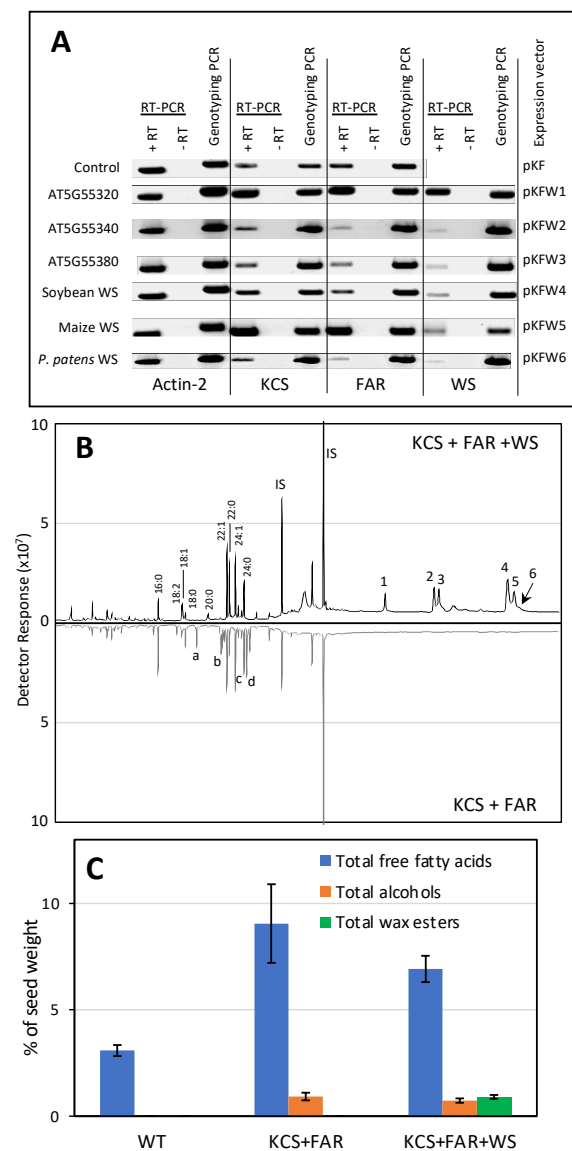 A
RT-PCR
+ RT
- RT
Genotyping PCR
RT-PCR
+ RT
- RT
Genotyping PCR
RT-PCR
+ RT
- RT
Genotyping PCR
RT-PCR
+ RT
- RT
Genotyping PCR
Expression vector
Control pKF
AT5G55320 pKFW1
AT5G55340 pKFW2
AT5G55380 pKFW3
Soybean WS pKFW4
Maize WS pKFW5
P. patens WS pKFW6
Actin-2 KCS FAR WS
B
KCS + FAR +WS
10
5
0
5
10
Detector Response (x10⁷)
16:0
18:2
18:1
18:0
20:0
22:1
22:0
24:1
24:0
IS
IS
1
2
3
4
5
6
a
b
c
d
KCS + FAR
C
Total free fatty acids
Total alcohols
Total wax esters
% of seed weight
10
5
0
WT KCS+FAR KCS+FAR+WS